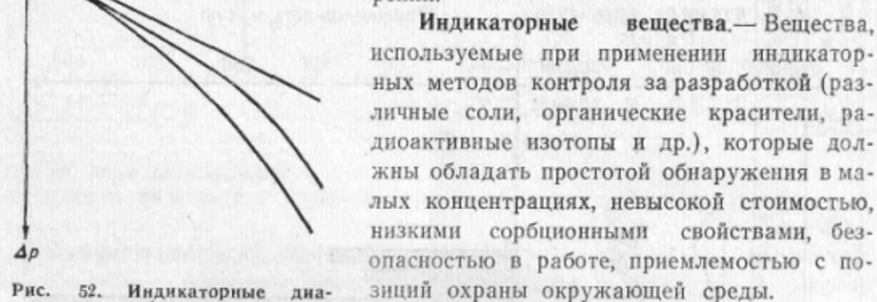 Индикаторные вещества.— Вещества,
используемые при применении индикатор-
ных методов контроля за разработкой (раз-
личные соли, органические красители, ра-
диоактивные изотопы и др.), которые дол-
жны обладать простотой обнаружения в ма-
лых концентрациях, невысокой стоимостью,
низкими сорбционными свойствами, без-
опасностью в работе, приемлемостью с по-
зиций охраны окружающей среды.
Δp
Рис. 52. Индикаторные диа-